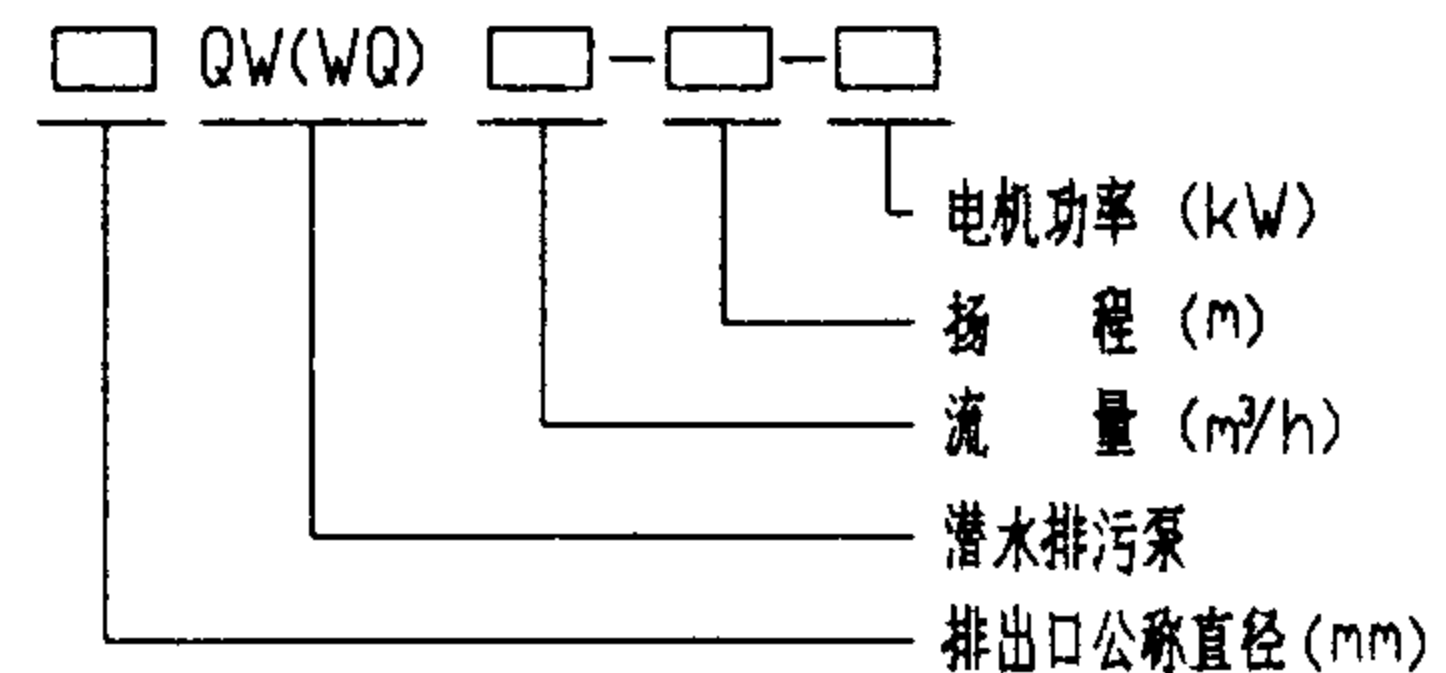 □ QW(WQ) □-□-□
电机功率 (kW)
扬 程 (m)
流 量 (m³/h)
潜水排污泵
排出口公称直径(mm)